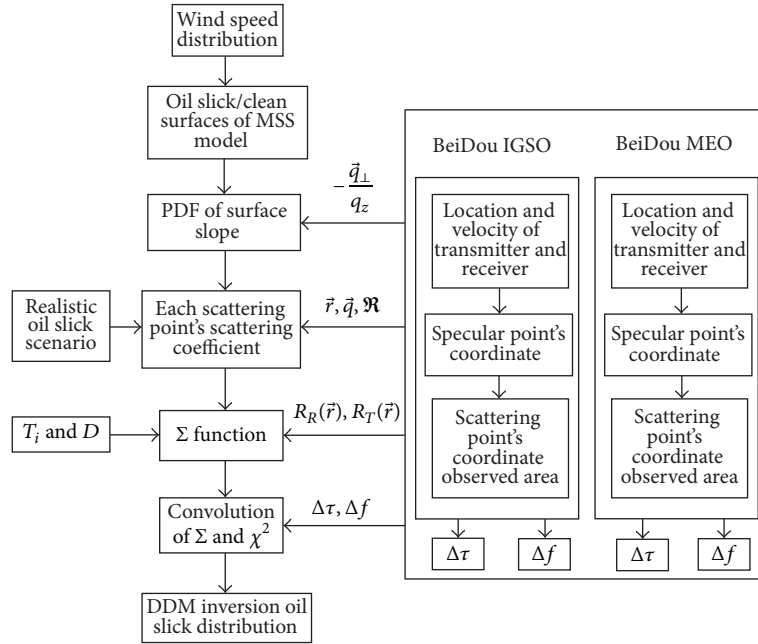 Wind speed
distribution
Oil slick/clean
surfaces of MSS
model
PDF of surface
slope
Realistic
oil slick
scenario
Each scattering
point's scattering
coefficient
T_i and D
Σ function
Convolution
of Σ and χ²
DDM inversion oil
slick distribution
−q⃗_⊥/q_z
r⃗, q⃗, ℜ
R_R(r⃗), R_T(r⃗)
Δτ, Δf
BeiDou IGSO
Location and
velocity of
transmitter and
receiver
Specular point's
coordinate
Scattering
point's
coordinate
observed area
Δτ
Δf
BeiDou MEO
Location and
velocity of
transmitter and
receiver
Specular point's
coordinate
Scattering
point's
coordinate
observed area
Δτ
Δf